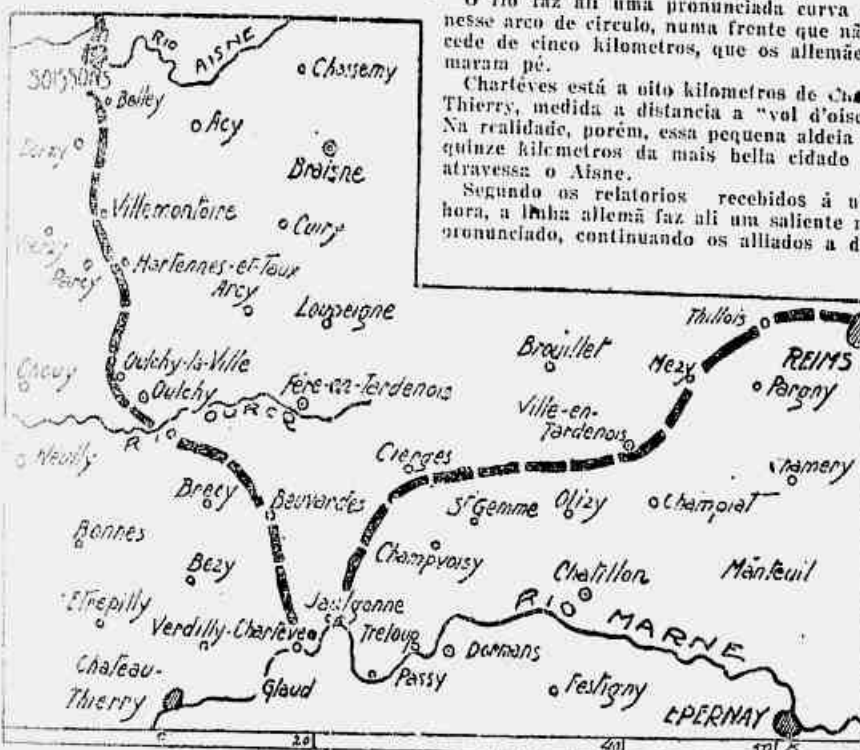 O rio faz ali uma pronunciada curva
nesse arco de circulo, numa frente que
cede de cinco kilometros, que os
maram pé.
Chartéves está a oito kilometros de
Thierry, medida a distancia a "vol
Na realidade, porém, essa pequena aldeia
quinze kilometros da mais bella cidade
atravessa o Aisne.
Segundo os relatorios recebidos á
hora, a linha allemã faz ali um saliente
pronunciado, continuando os alliados a
RIO
AISNE
SOISSONS
Chassemy
Belley
Acy
Braisne
Villemontoire
Cuiry
Parcy
Hartennes-et-Taux
Arcy
Loupeigne
Thillois
REIMS
Brouillet
Mezy
Pargny
Oulchy-la-Ville
Oulchy
Fère-en-Tardenois
RIO OURCQ
Ville-en-
Tardenois
Neuilly
Cierges
Chamery
Brecy
Beuvardes
St Gemme
Olizy
Champlat
Bonnes
Champvoisy
Bezy
Chatillon
Manteuil
Etrepilly
Jaulgonne
RIO MARNE
Verdilly-Chartève
Treloug
Dormans
Chateau-
Thierry
Glaud
Passy
Festigny
EPERNAY
20
40